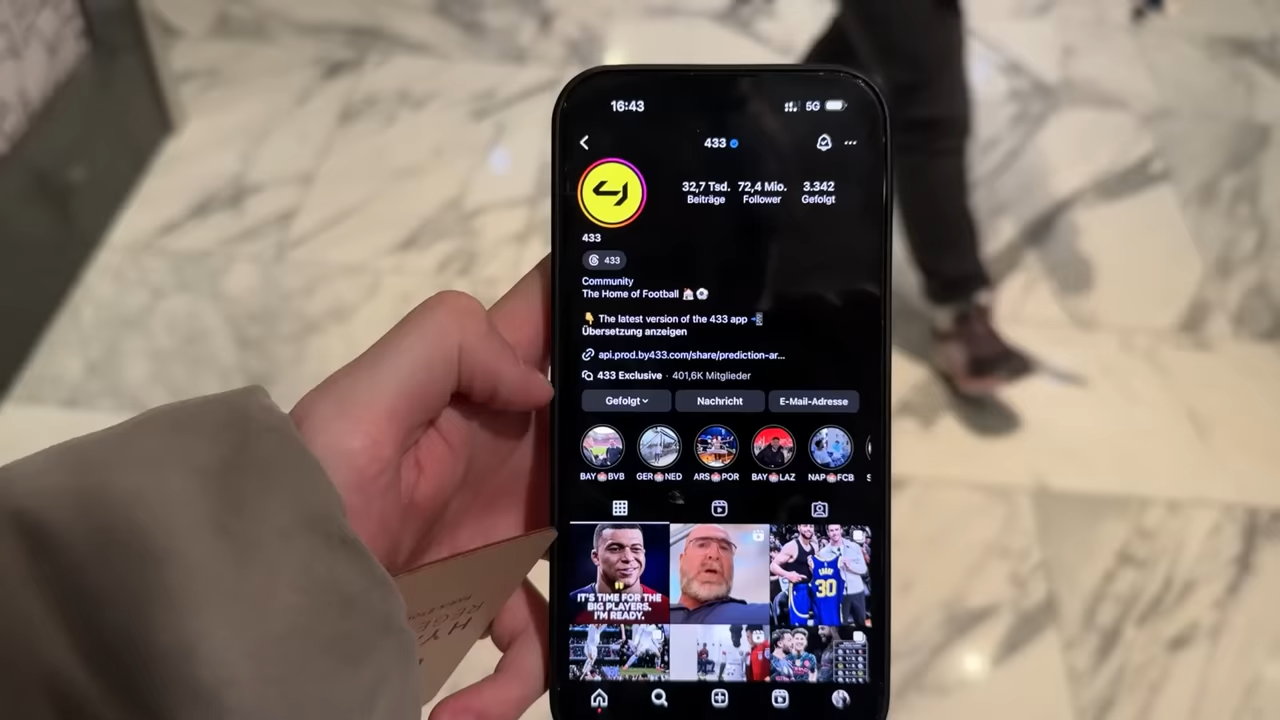 16:43
5G
433
32,7 Tsd. 72,4 Mio. 3.342
Beiträge Follower Gefolgt
433
433
Community
The Home of Football
The latest version of the 433 app
Übersetzung anzeigen
api.prod.by433.com/share/prediction-ar...
433 Exclusive · 401,6K Mitglieder
Gefolgt Nachricht E-Mail-Adresse
BAY BVB GER NED ARS POR BAY LAZ NAP FCB
IT'S TIME FOR THE
BIG PLAYERS.
I'M READY.
30